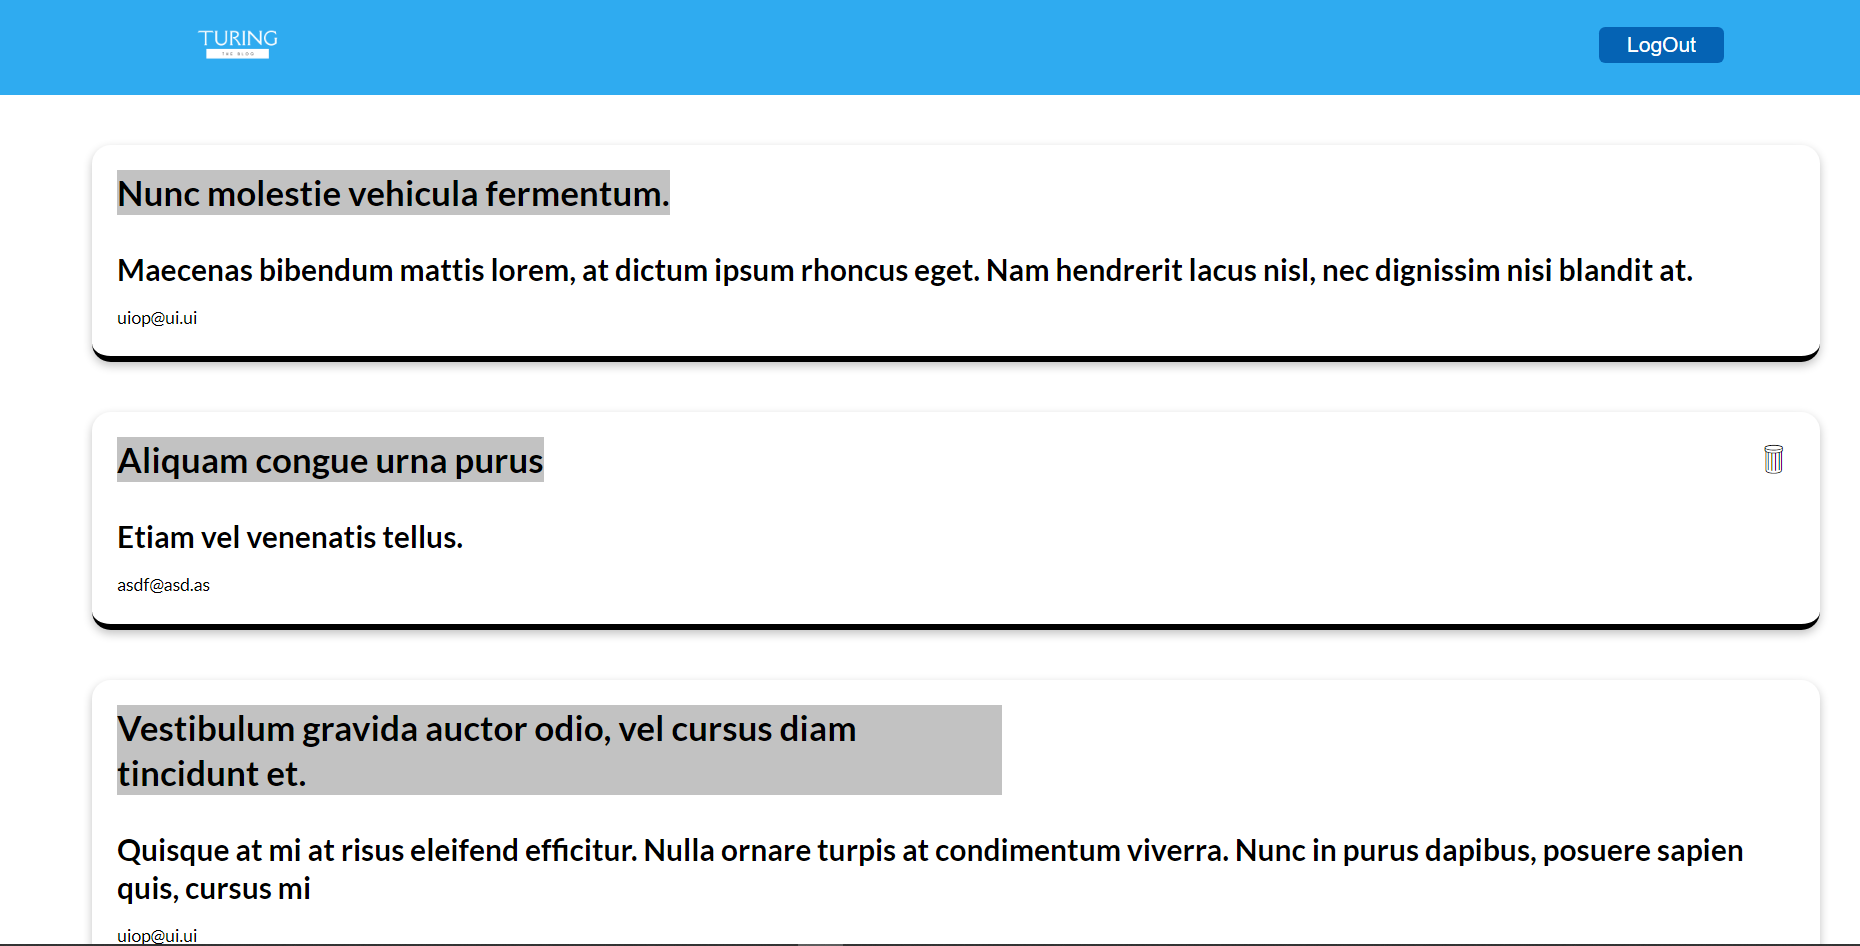 TURING
THE BLOG
LogOut
Nunc molestie vehicula fermentum.
Maecenas bibendum mattis lorem, at dictum ipsum rhoncus eget. Nam hendrerit lacus nisl, nec dignissim nisi blandit at.
uiop@ui.ui
Aliquam congue urna purus
Etiam vel venenatis tellus.
asdf@asd.as
Vestibulum gravida auctor odio, vel cursus diam
tincidunt et.
Quisque at mi at risus eleifend efficitur. Nulla ornare turpis at condimentum viverra. Nunc in purus dapibus, posuere sapien
quis, cursus mi
uiop@ui.ui